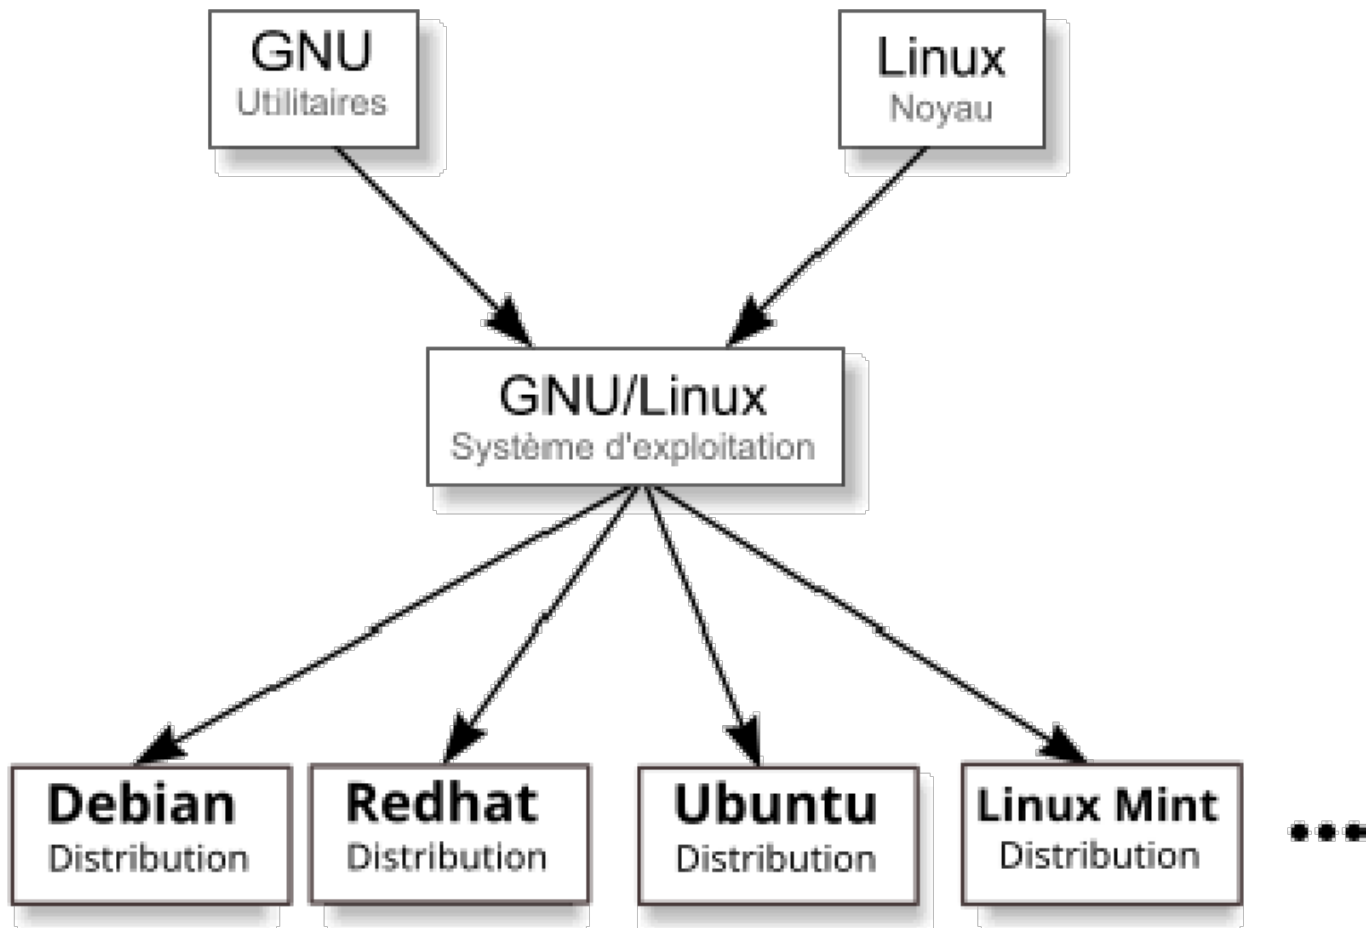 GNU
Utilitaires
Linux
Noyau
GNU/Linux
Système d'exploitation
Debian
Distribution
Redhat
Distribution
Ubuntu
Distribution
Linux Mint
Distribution
...